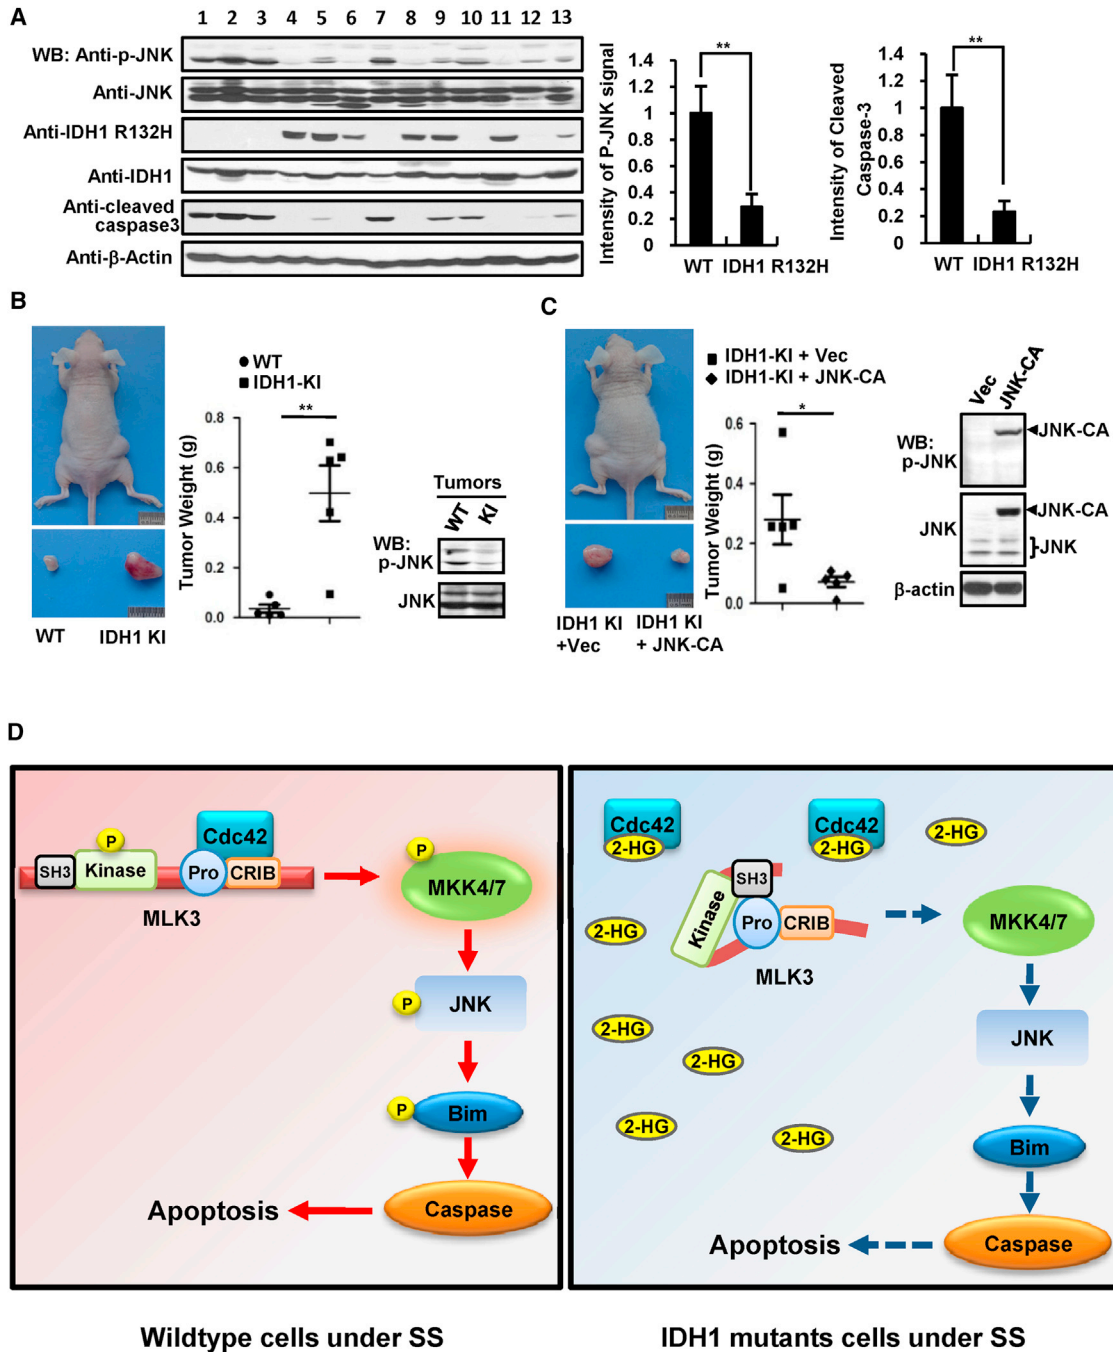 A
1 2 3 4 5 6 7 8 9 10 11 12 13
WB: Anti-p-JNK
Anti-JNK
Anti-IDH1 R132H
Anti-IDH1
Anti-cleaved
caspase3
Anti-β-Actin
Intensity of P-JNK signal
1.4
1.2
1
0.8
0.6
0.4
0.2
0
**
WT IDH1 R132H
Intensity of Cleaved
Caspase-3
1.4
1.2
1
0.8
0.6
0.4
0.2
0
**
WT IDH1 R132H
B
WT IDH1 KI
WT
IDH1-KI
Tumor Weight (g)
0.8
0.6
0.4
0.2
0.0
**
Tumors
WT KI
WB:
p-JNK
JNK
C
IDH1 KI
+Vec
IDH1 KI
+ JNK-CA
IDH1-KI + Vec
IDH1-KI + JNK-CA
Tumor Weight (g)
0.6
0.4
0.2
0.0
*
Vec JNK-CA
WB:
p-JNK
JNK-CA
JNK
JNK-CA
JNK
β-actin
D
P
SH3 Kinase Pro Cdc42 CRIB
MLK3
P
MKK4/7
P
JNK
P
Bim
Caspase
Apoptosis
Wildtype cells under SS
Cdc42
2-HG
Cdc42
2-HG
2-HG
2-HG
Kinase SH3 Pro CRIB
MLK3
MKK4/7
2-HG
2-HG
JNK
2-HG
2-HG
Bim
Caspase
Apoptosis
IDH1 mutants cells under SS